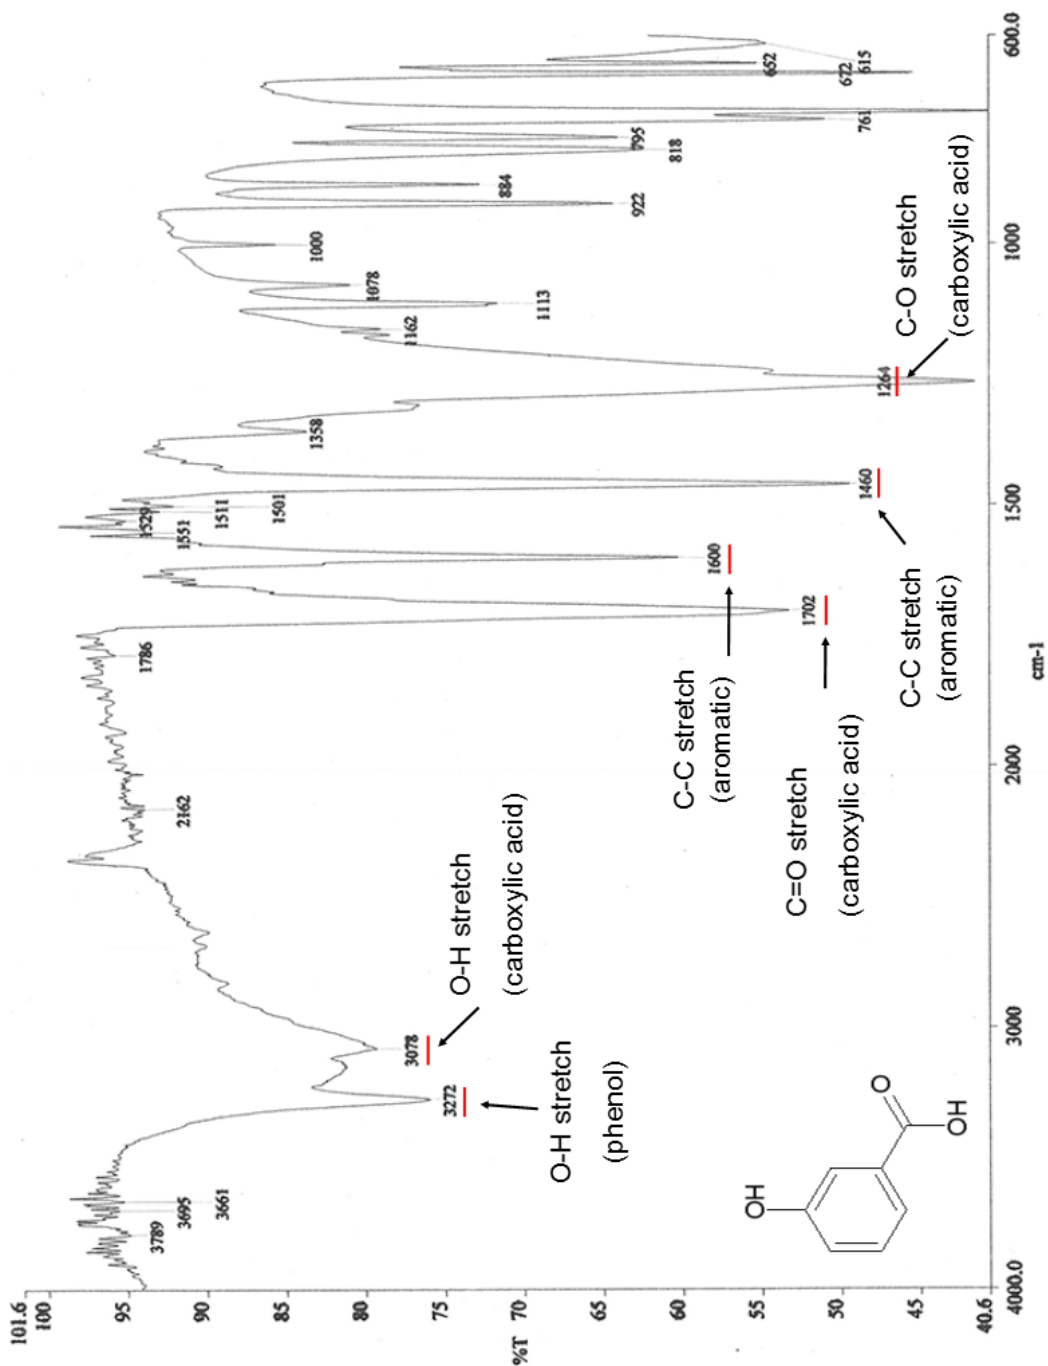 101.6
100
95
90
85
80
75
70
65
60
55
50
45
40.6
%T
4000.0
3000
2000
1500
1000
600.0
cm-1
3789
3695
3661
3272
O-H stretch
(phenol)
3078
O-H stretch
(carboxylic acid)
2162
1786
1702
C=O stretch
(carboxylic acid)
1600
C-C stretch
(aromatic)
1551
1529
1511
1501
1460
C-C stretch
(aromatic)
1358
1264
C-O stretch
(carboxylic acid)
1162
1113
1078
1000
922
884
818
795
761
672
652
615
OH
O
OH